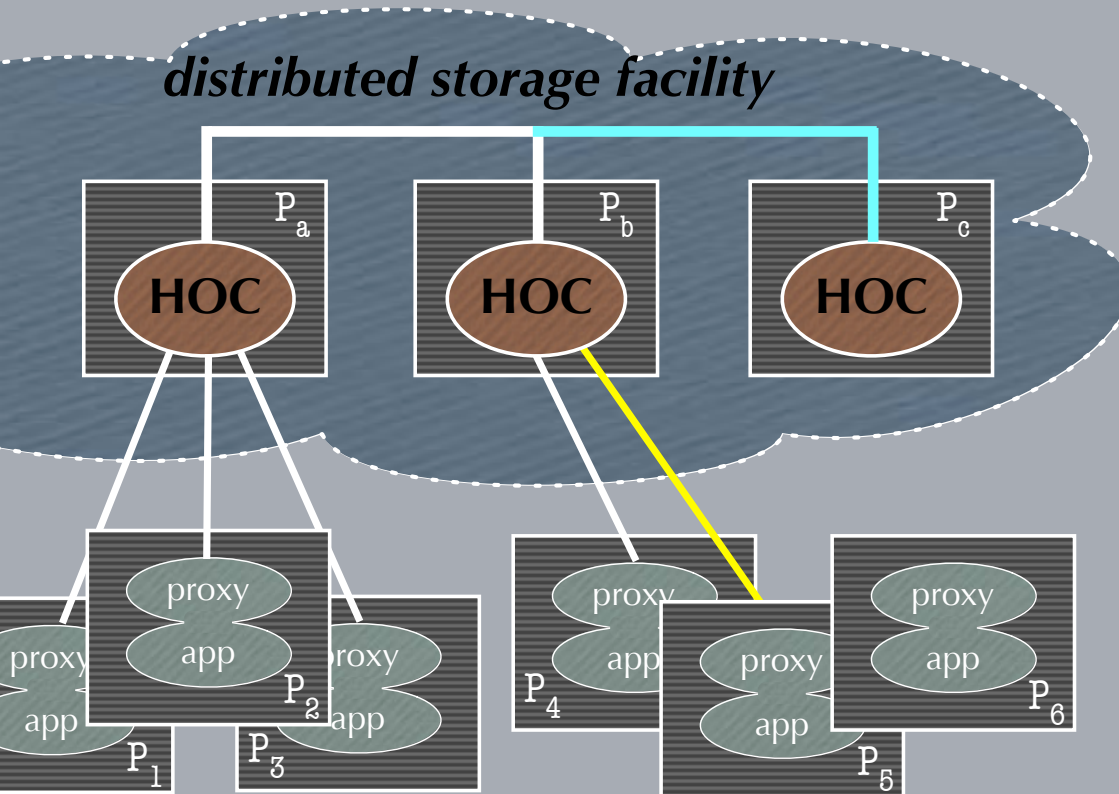 distributed storage facility
Pa
Pb
Pc
HOC
HOC
HOC
proxy
app
P1
proxy
app
P2
proxy
app
P3
proxy
app
P4
proxy
app
P5
proxy
app
P6